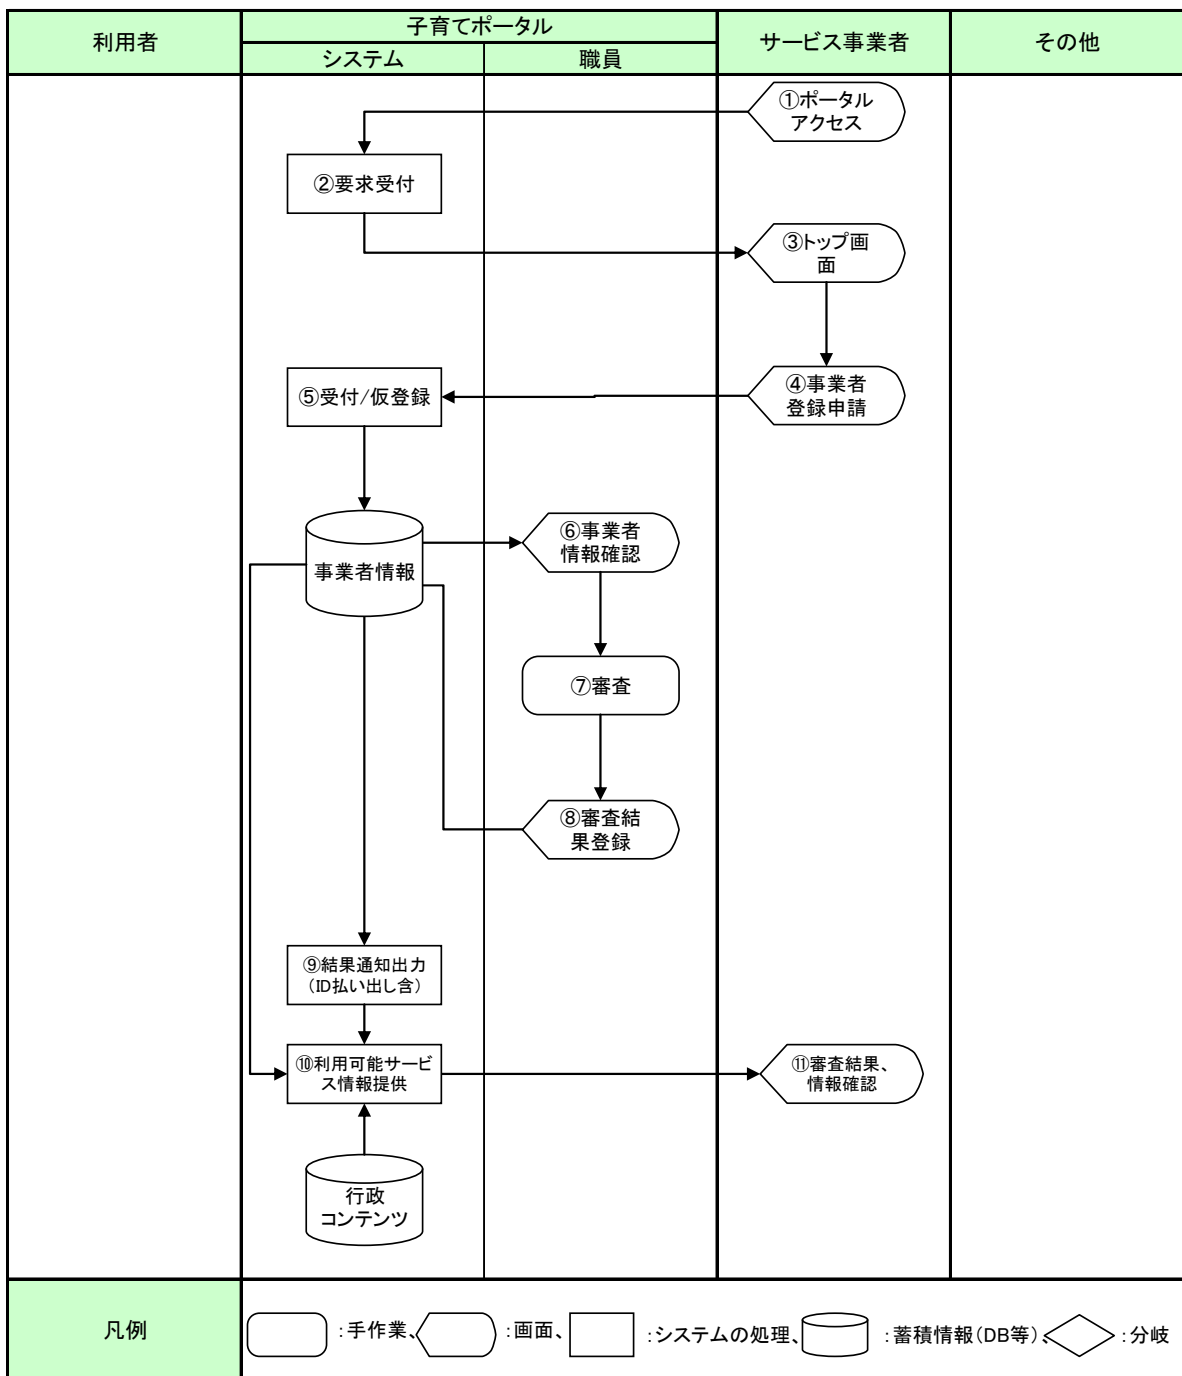 利用者
子育てポータル
システム
職員
サービス事業者
その他
①ポータル
アクセス
②要求受付
③トップ画
面
④事業者
登録申請
⑤受付/仮登録
事業者情報
⑥事業者
情報確認
⑦審査
⑧審査結
果登録
⑨結果通知出力
（ID払い出し含）
⑩利用可能サービ
ス情報提供
⑪審査結果、
情報確認
行政
コンテンツ
凡例
：手作業、
：画面、
：システムの処理、
：蓄積情報（DB等）、
：分岐